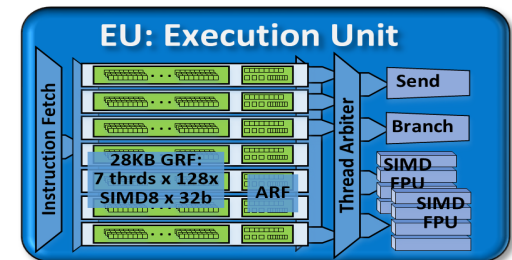 EU: Execution Unit
Instruction Fetch
28KB GRF:
7 thrds x 128x
SIMD8 x 32b
ARF
Thread Arbiter
Send
Branch
SIMD
FPU
SIMD
FPU